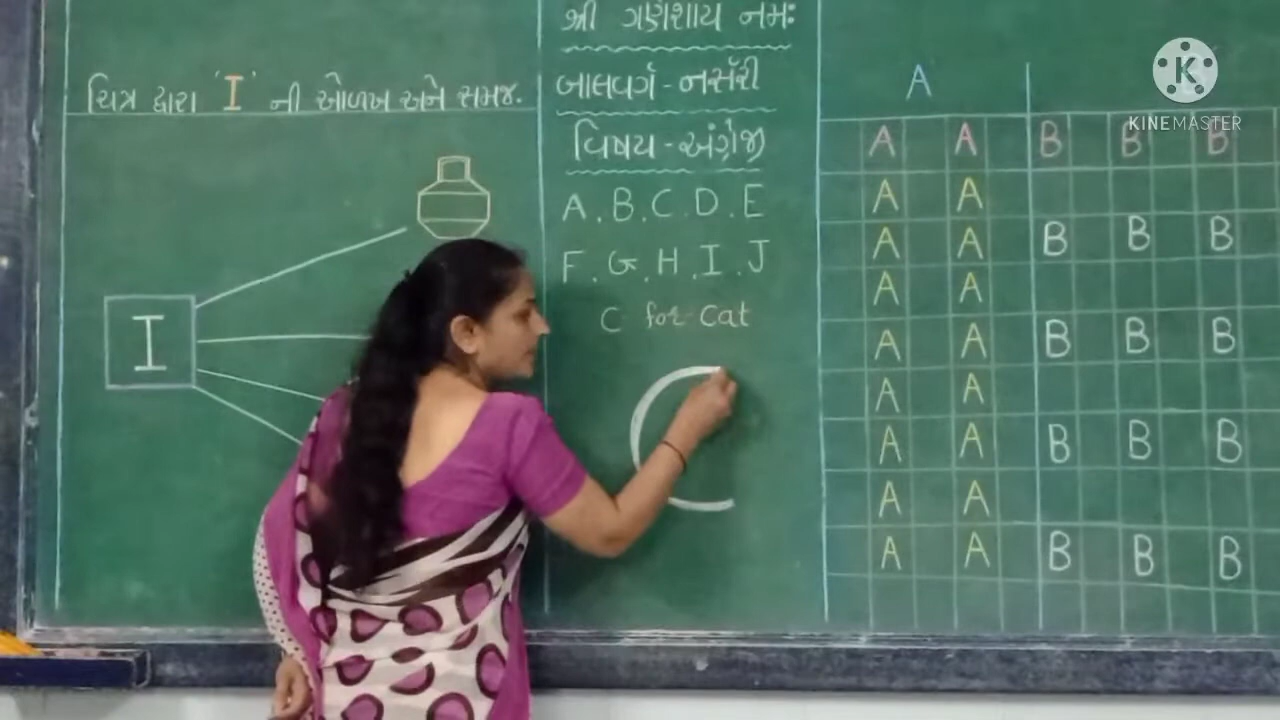 ચિત્ર દ્વારા 'I' ની ઓળખ અને સમજ.
I
શ્રી ગણેશાય નમઃ
બાલવર્ગ - નર્સરી
વિષય - અંગ્રેજી
A . B . C . D . E
F . G . H . I . J
C for Cat
C
A
A A B B B
A A
A A B B B
A A
A A B B B
A A
A A B B B
A A
A A B B B
K
KINEMASTER